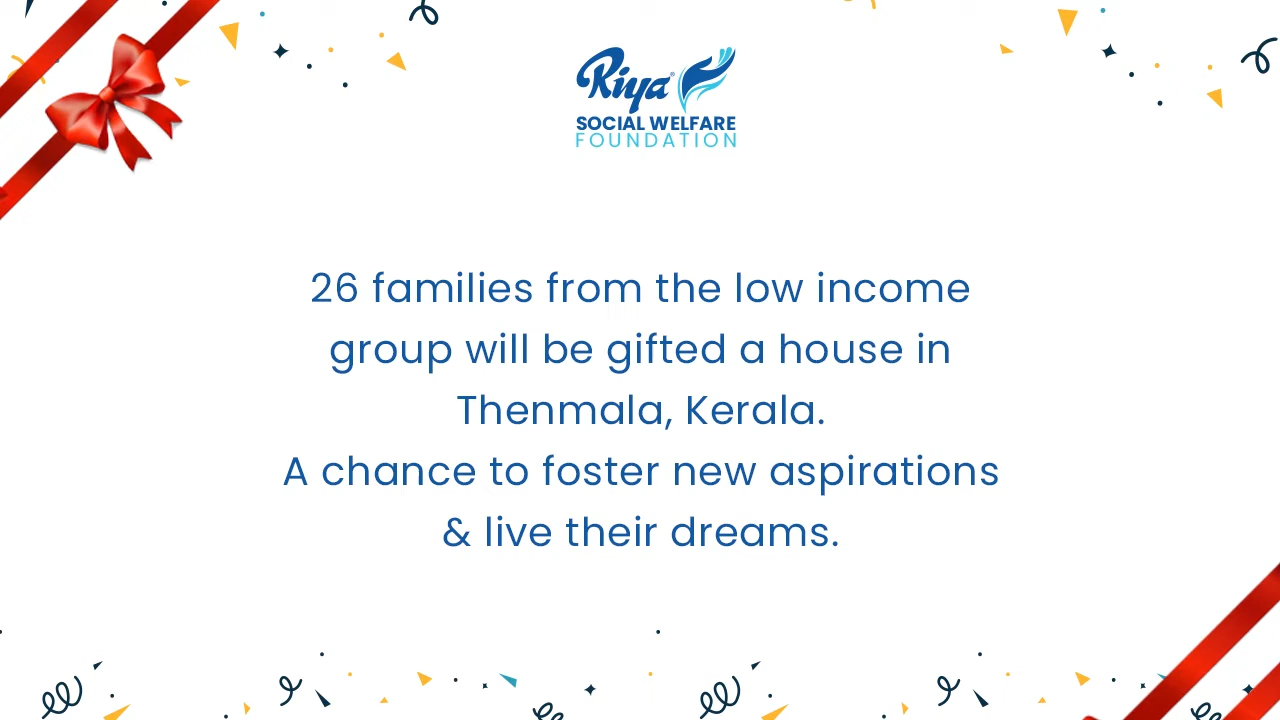 Riya®
SOCIAL WELFARE
FOUNDATION
26 families from the low income
group will be gifted a house in
Thenmala, Kerala.
A chance to foster new aspirations
& live their dreams.